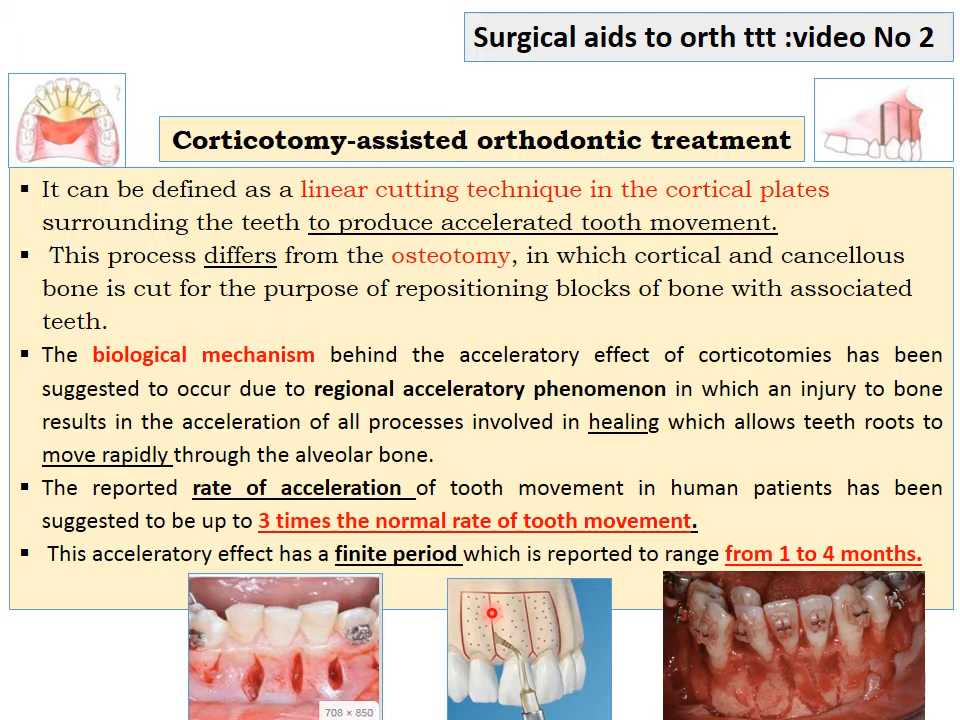 Surgical aids to orth ttt :video No 2
Corticotomy-assisted orthodontic treatment
▪ It can be defined as a linear cutting technique in the cortical plates
surrounding the teeth to produce accelerated tooth movement.
▪ This process differs from the osteotomy, in which cortical and cancellous
bone is cut for the purpose of repositioning blocks of bone with associated
teeth.
▪ The biological mechanism behind the acceleratory effect of corticotomies has been
suggested to occur due to regional acceleratory phenomenon in which an injury to bone
results in the acceleration of all processes involved in healing which allows teeth roots to
move rapidly through the alveolar bone.
▪ The reported rate of acceleration of tooth movement in human patients has been
suggested to be up to 3 times the normal rate of tooth movement.
▪ This acceleratory effect has a finite period which is reported to range from 1 to 4 months.
708 × 850